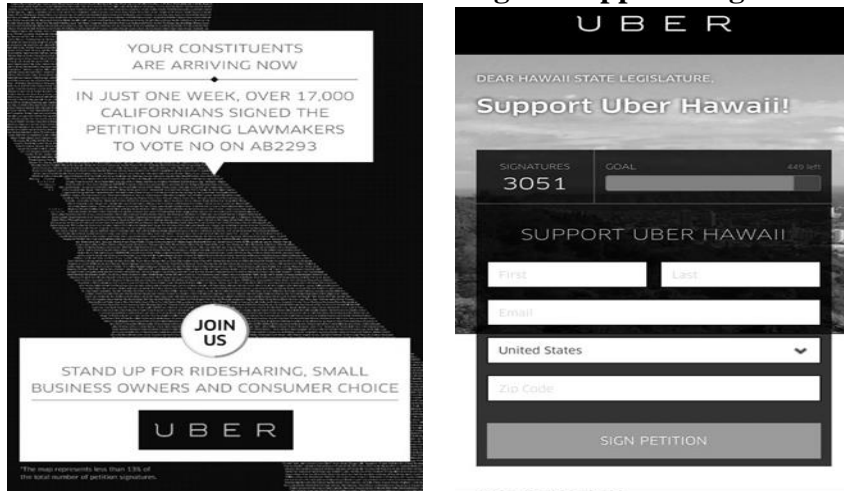 YOUR CONSTITUENTS
ARE ARRIVING NOW
IN JUST ONE WEEK, OVER 17,000
CALIFORNIANS SIGNED THE
PETITION URGING LAWMAKERS
TO VOTE NO ON AB2293
JOIN
US
STAND UP FOR RIDESHARING, SMALL
BUSINESS OWNERS AND CONSUMER CHOICE
UBER
*The map represents less than 13% of
the total number of petition signatures.
UBER
DEAR HAWAII STATE LEGISLATURE,
Support Uber Hawaii!
SIGNATURES
3051
GOAL
449 left
SUPPORT UBER HAWAII
First
Last
Email
United States
Zip Code
SIGN PETITION